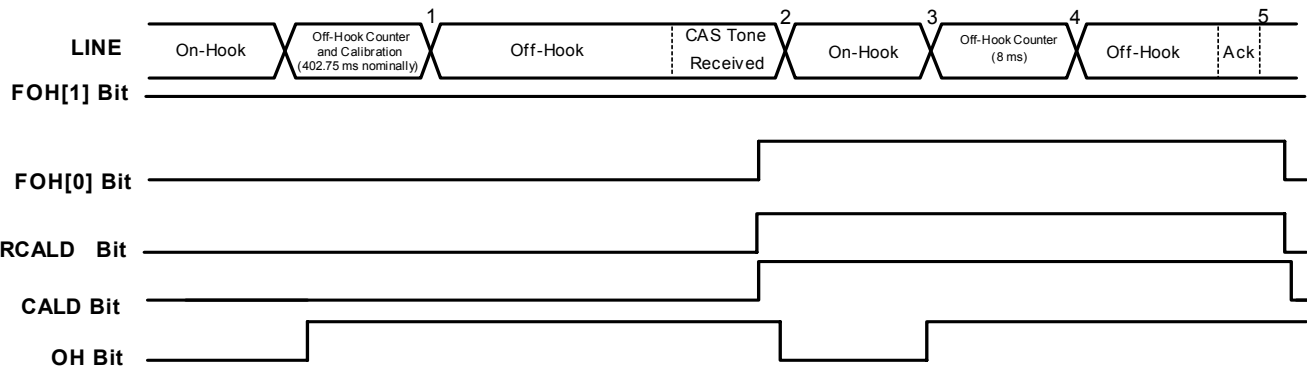 1 2 3 4 5
LINE
On-Hook
Off-Hook Counter
and Calibration
(402.75 ms nominally)
Off-Hook
CAS Tone
Received
On-Hook
Off-Hook Counter
(8 ms)
Off-Hook
Ack
FOH[1] Bit
FOH[0] Bit
RCALD Bit
CALD Bit
OH Bit